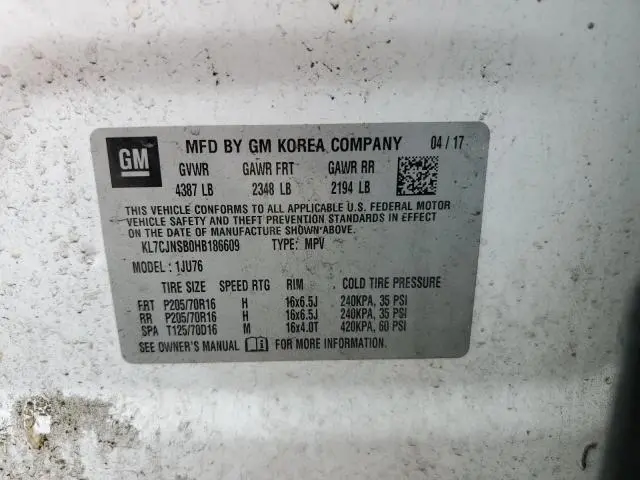 GM MFD BY GM KOREA COMPANY 04 / 17
GVWR GAWR FRT GAWR RR
4387 LB 2348 LB 2194 LB
THIS VEHICLE CONFORMS TO ALL APPLICABLE U.S. FEDERAL MOTOR
VEHICLE SAFETY AND THEFT PREVENTION STANDARDS IN EFFECT
ON THE DATE OF MANUFACTURE SHOWN ABOVE.
KL7CJNSB0HB186609 TYPE: MPV
MODEL: 1JU76
TIRE SIZE SPEED RTG RIM COLD TIRE PRESSURE
FRT P205/70R16 H 16x6.5J 240KPA, 35 PSI
RR P205/70R16 H 16x6.5J 240KPA, 35 PSI
SPA T125/70D16 M 16x4.0T 420KPA, 60 PSI
SEE OWNER'S MANUAL FOR MORE INFORMATION.